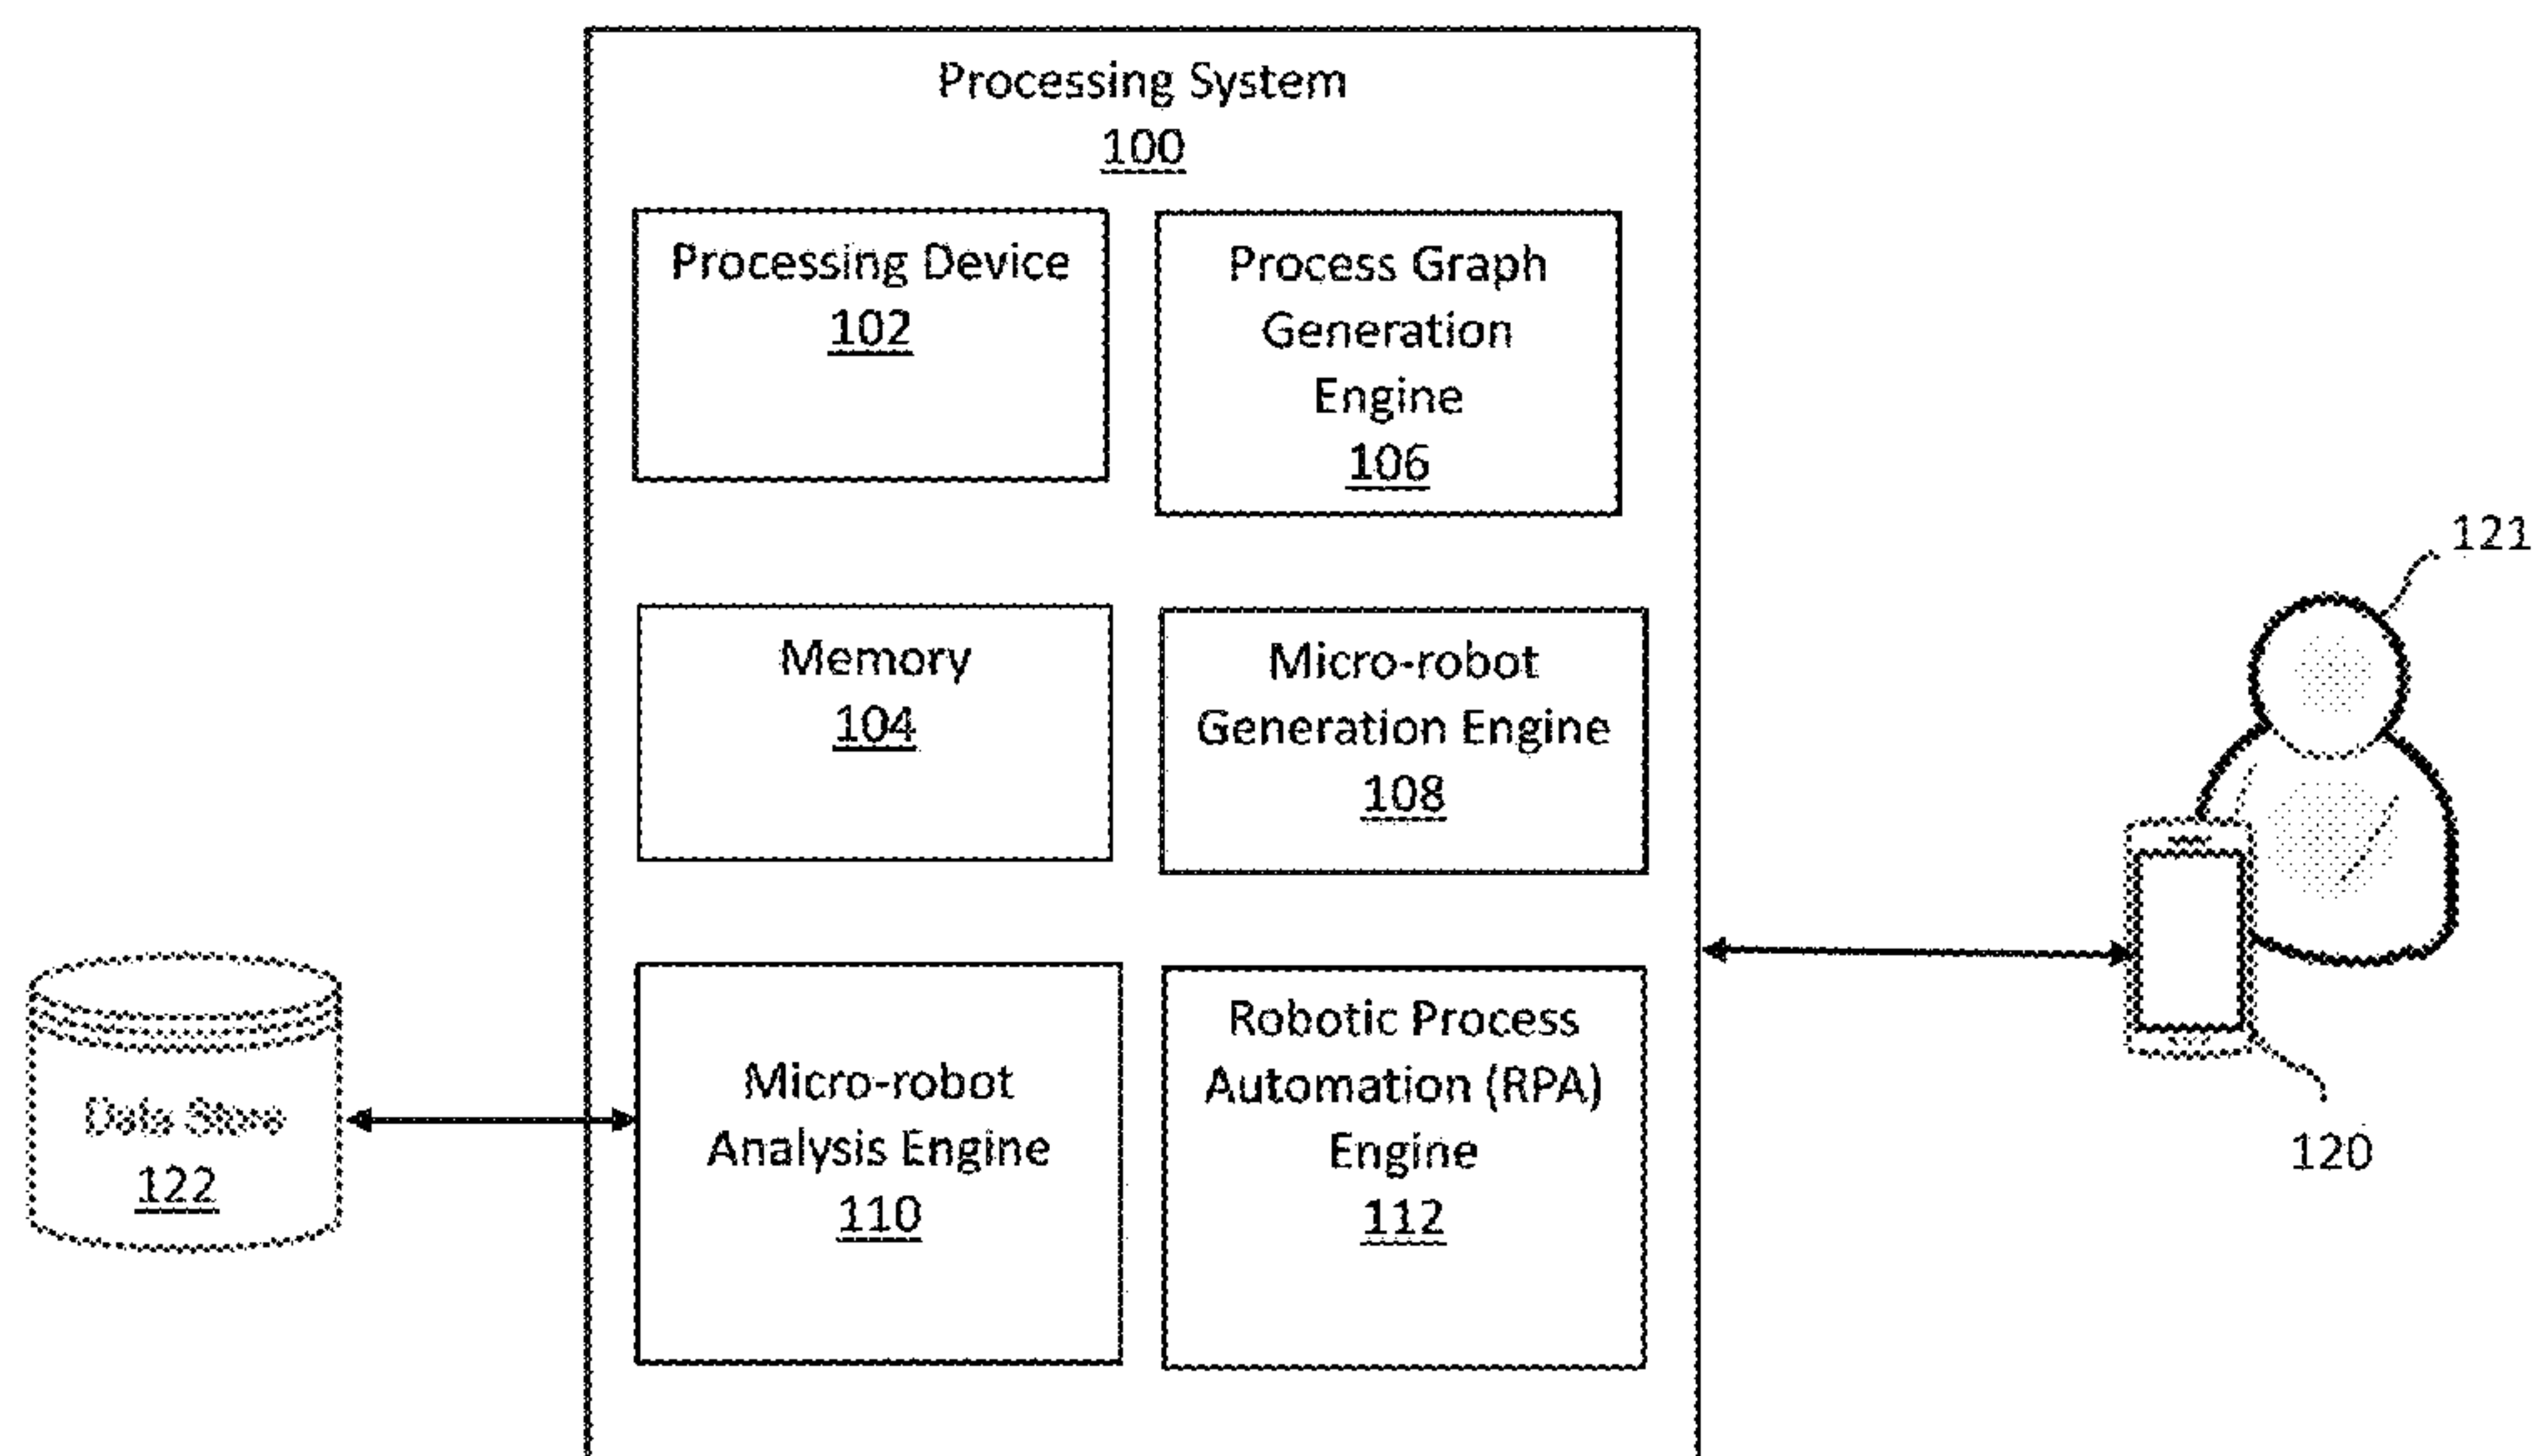 Processing System
100
Processing Device
102
Process Graph
Generation
Engine
106
Memory
104
Micro-robot
Generation Engine
108
Micro-robot
Analysis Engine
110
Robotic Process
Automation (RPA)
Engine
112
Data Store
122
121
120